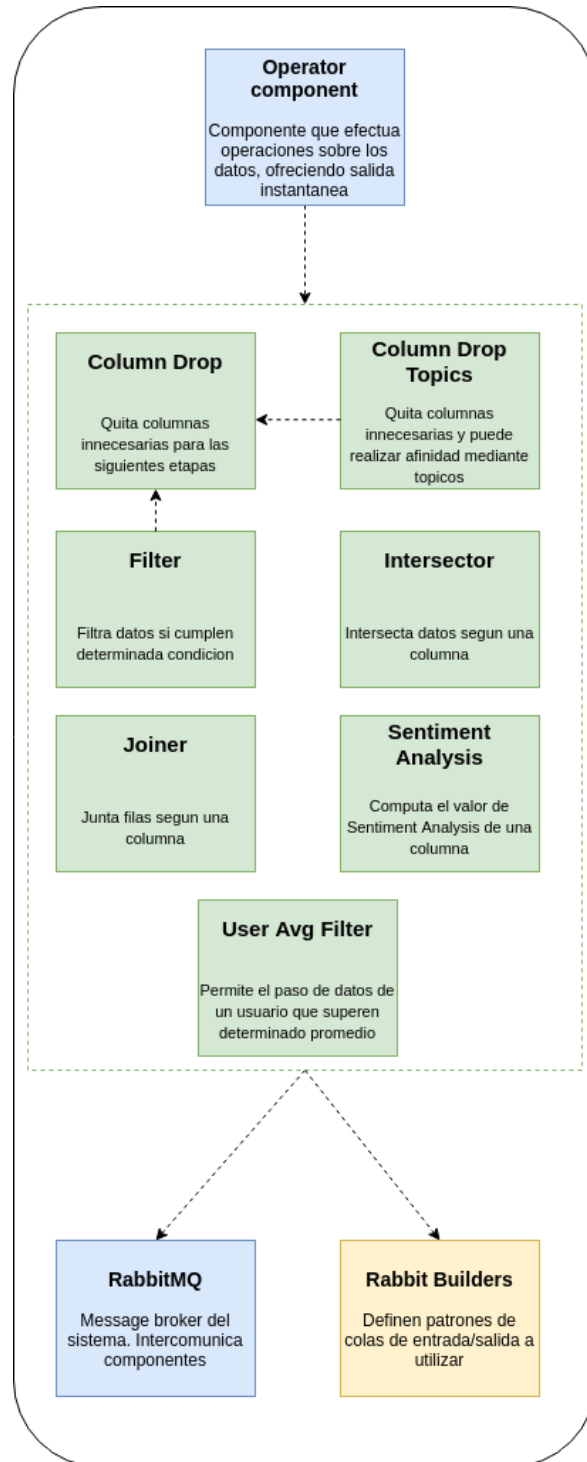 Operator
component
Componente que efectua
operaciones sobre los
datos, ofreciendo salida
instantanea
Column Drop
Quita columnas
innecesarias para las
siguientes etapas
Column Drop
Topics
Quita columnas
innecesarias y puede
realizar afinidad mediante
topicos
Filter
Filtra datos si cumplen
determinada condicion
Intersector
Intersecta datos segun una
columna
Joiner
Junta filas segun una
columna
Sentiment
Analysis
Computa el valor de
Sentiment Analysis de una
columna
User Avg Filter
Permite el paso de datos de
un usuario que superen
determinado promedio
RabbitMQ
Message broker del
sistema. Intercomunica
componentes
Rabbit Builders
Definen patrones de
colas de entrada/salida a
utilizar